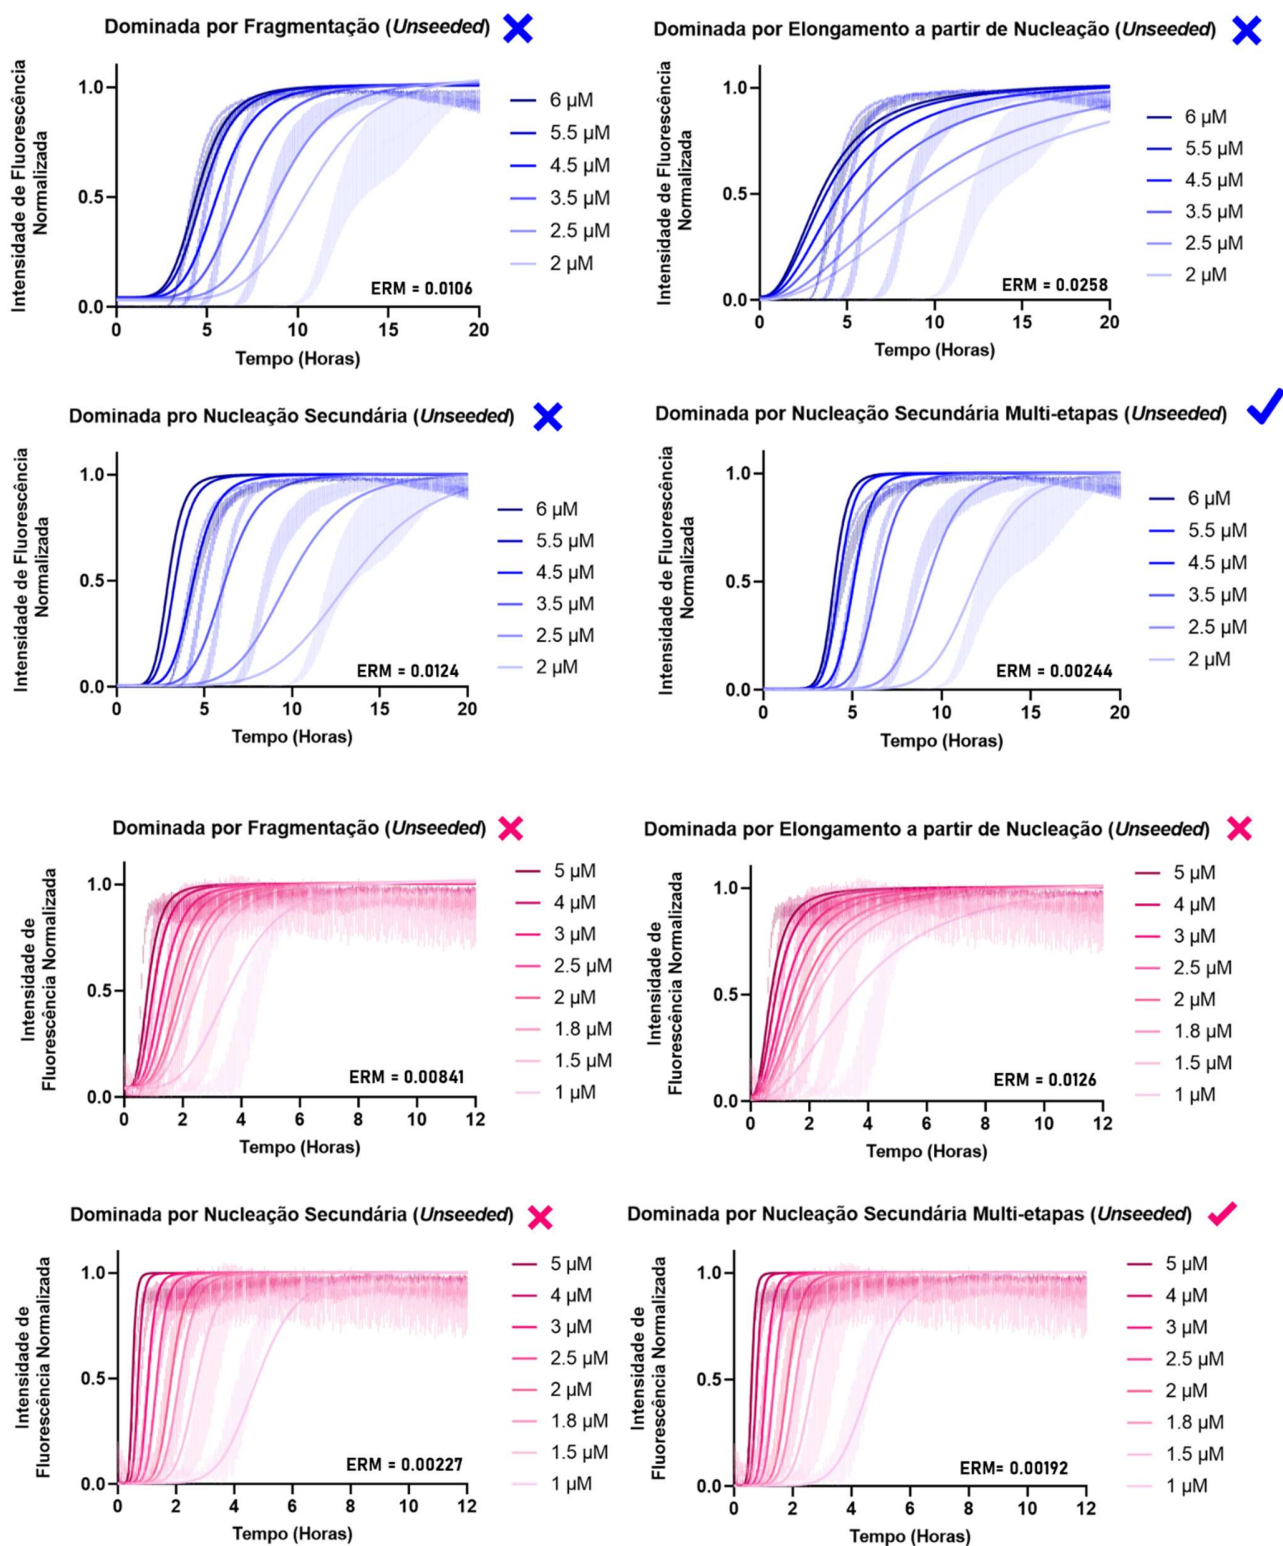 Dominada por Fragmentação (Unseeded)
Intensidade de Fluorescência
Normalizada
1.0
0.5
0.0
6 µM
5.5 µM
4.5 µM
3.5 µM
2.5 µM
2 µM
ERM = 0.0106
0 5 10 15 20
Tempo (Horas)
Dominada por Elongamento a partir de Nucleação (Unseeded)
Intensidade de Fluorescência
Normalizada
1.0
0.5
0.0
6 µM
5.5 µM
4.5 µM
3.5 µM
2.5 µM
2 µM
ERM = 0.0258
0 5 10 15 20
Tempo (Horas)
Dominada pro Nucleação Secundária (Unseeded)
Intensidade de Fluorescência
Normalizada
1.0
0.5
0.0
6 µM
5.5 µM
4.5 µM
3.5 µM
2.5 µM
2 µM
ERM = 0.0124
0 5 10 15 20
Tempo (Horas)
Dominada por Nucleação Secundária Multi-etapas (Unseeded)
Intensidade de Fluorescência
Normalizada
1.0
0.5
0.0
6 µM
5.5 µM
4.5 µM
3.5 µM
2.5 µM
2 µM
ERM = 0.00244
0 5 10 15 20
Tempo (Horas)
Dominada por Fragmentação (Unseeded)
Intensidade de
Fluorescência Normalizada
1.0
0.5
0.0
5 µM
4 µM
3 µM
2.5 µM
2 µM
1.8 µM
1.5 µM
1 µM
ERM = 0.00841
0 2 4 6 8 10 12
Tempo (Horas)
Dominada por Elongamento a partir de Nucleação (Unseeded)
Intensidade de
Fluorescência Normalizada
1.0
0.5
0.0
5 µM
4 µM
3 µM
2.5 µM
2 µM
1.8 µM
1.5 µM
1 µM
ERM = 0.0126
0 2 4 6 8 10 12
Tempo (Horas)
Dominada por Nucleação Secundária (Unseeded)
Intensidade de
Fluorescência Normalizada
1.0
0.5
0.0
5 µM
4 µM
3 µM
2.5 µM
2 µM
1.8 µM
1.5 µM
1 µM
ERM = 0.00227
0 2 4 6 8 10 12
Tempo (Horas)
Dominada por Nucleação Secundária Multi-etapas (Unseeded)
Intensidade de
Fluorescência Normalizada
1.0
0.5
0.0
5 µM
4 µM
3 µM
2.5 µM
2 µM
1.8 µM
1.5 µM
1 µM
ERM= 0.00192
0 2 4 6 8 10 12
Tempo (Horas)